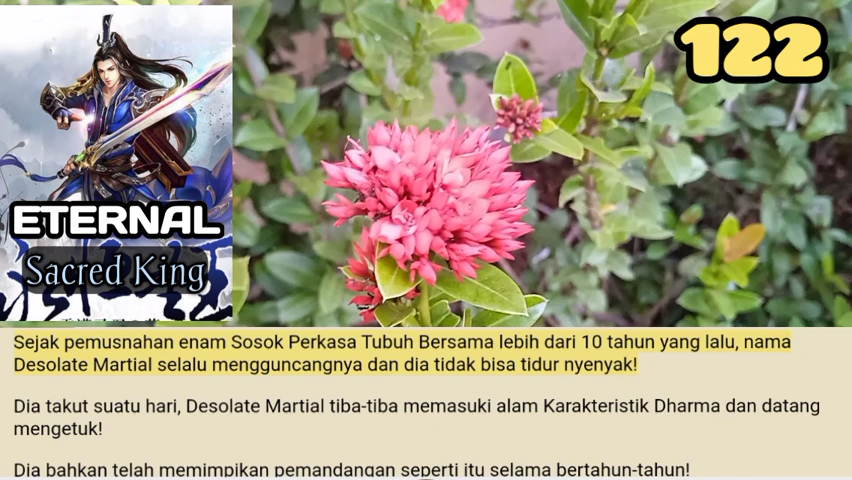 122
ETERNAL
Sacred King
Sejak pemusnahan enam Sosok Perkasa Tubuh Bersama lebih dari 10 tahun yang lalu, nama
Desolate Martial selalu mengguncangnya dan dia tidak bisa tidur nyenyak!
Dia takut suatu hari, Desolate Martial tiba-tiba memasuki alam Karakteristik Dharma dan datang
mengetuk!
Dia bahkan telah memimpikan pemandangan seperti itu selama bertahun-tahun!